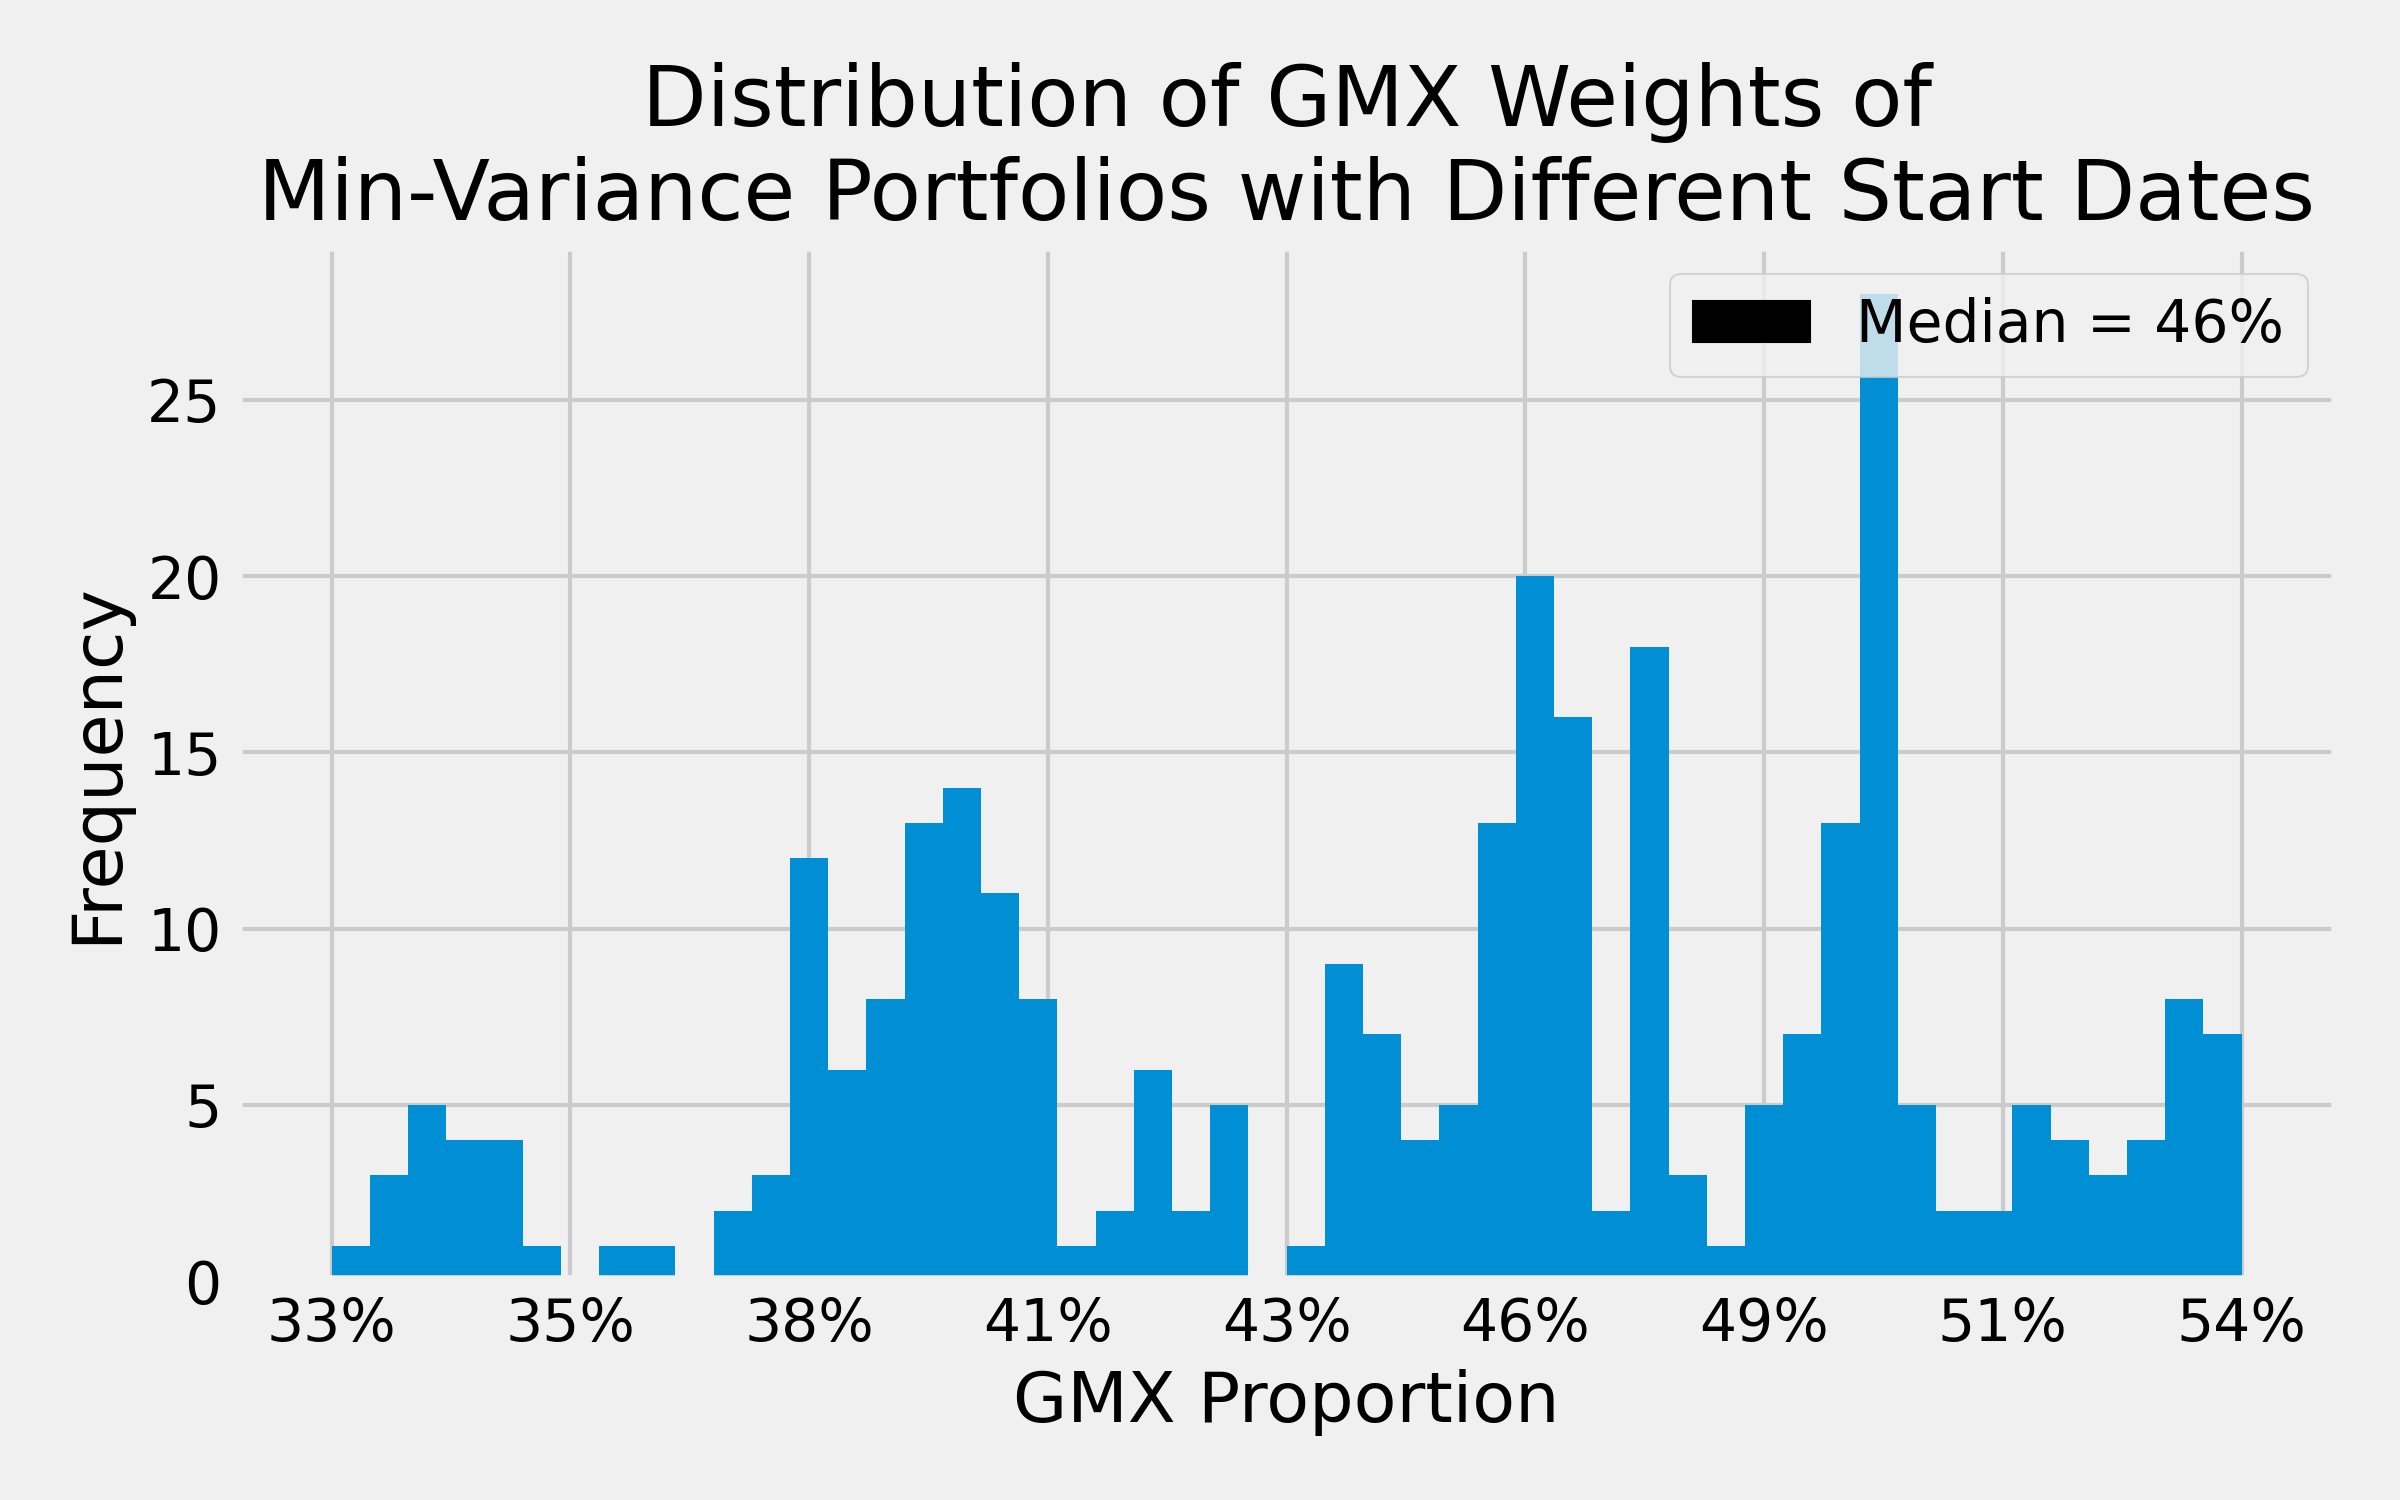 Distribution of GMX Weights of
Min-Variance Portfolios with Different Start Dates
Median = 46%
Frequency
25
20
15
10
5
0
33% 35% 38% 41% 43% 46% 49% 51% 54%
GMX Proportion